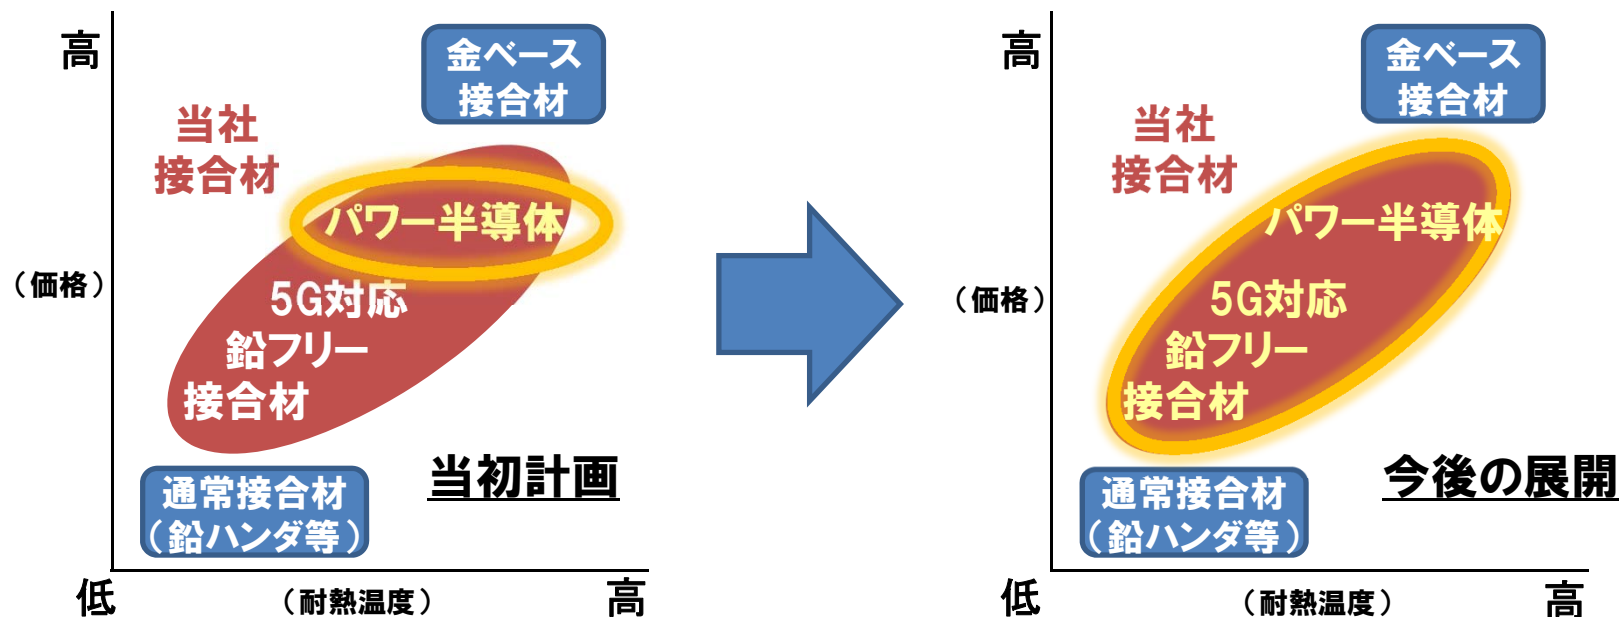 高
金ベース
接合材
当社
接合材
パワー半導体
5G対応
鉛フリー
接合材
（価格）
当初計画
通常接合材
（鉛ハンダ等）
低
（耐熱温度）
高
高
金ベース
接合材
当社
接合材
パワー半導体
5G対応
鉛フリー
接合材
（価格）
今後の展開
通常接合材
（鉛ハンダ等）
低
（耐熱温度）
高